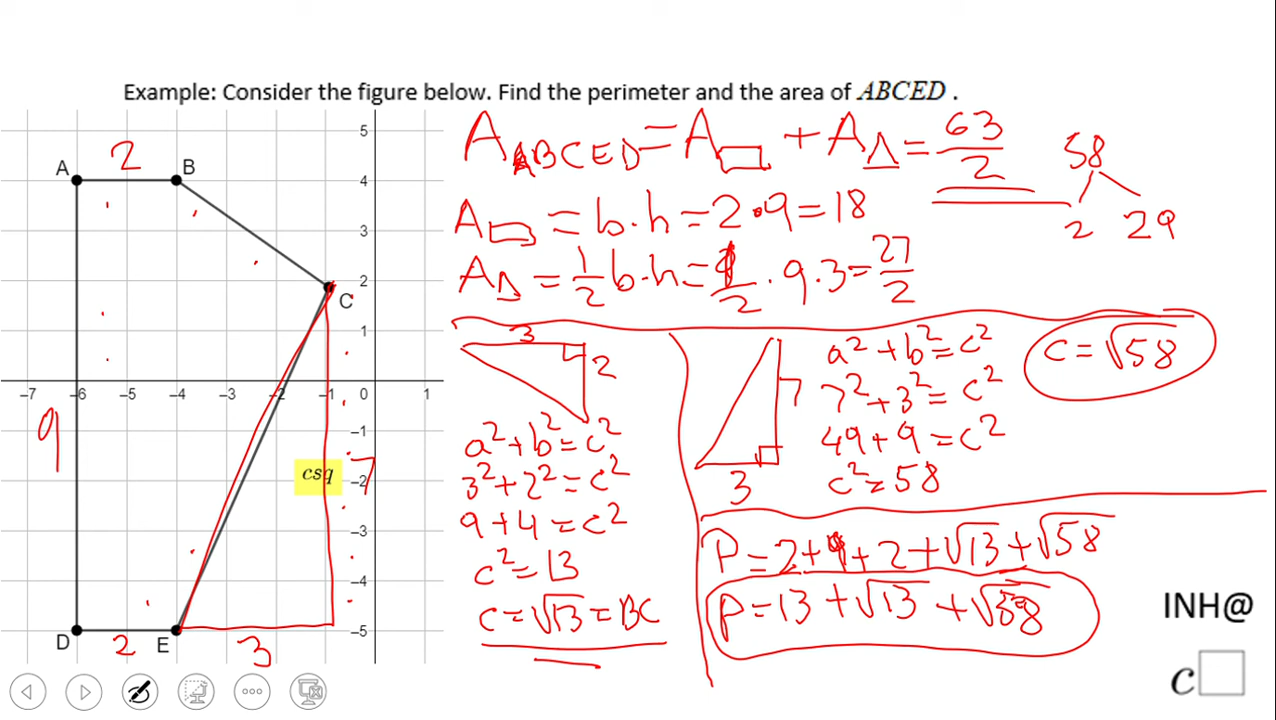 Example: Consider the figure below. Find the perimeter and the area of ABCED .
A_ABCED = A_▭ + A_Δ = 63/2
A_▭ = b·h = 2·9 = 18
A_Δ = 1/2 b·h = 1/2 · 9·3 = 27/2
58
2 29
A 2 B
C
9
7
D 2 E 3
5
4
3
2
1
-7 -6 -5 -4 -3 -2 -1 0 1
-1
-2
-3
-4
-5
csq
3
2
a²+b²=c²
3²+2²=c²
9+4=c²
c²=13
c=√13=BC
7
3
a²+b²=c²
7²+3²=c²
49+9=c²
c²=58
c=√58
P=2+9+2+√13+√58
P=13+√13+√58
INH@
c